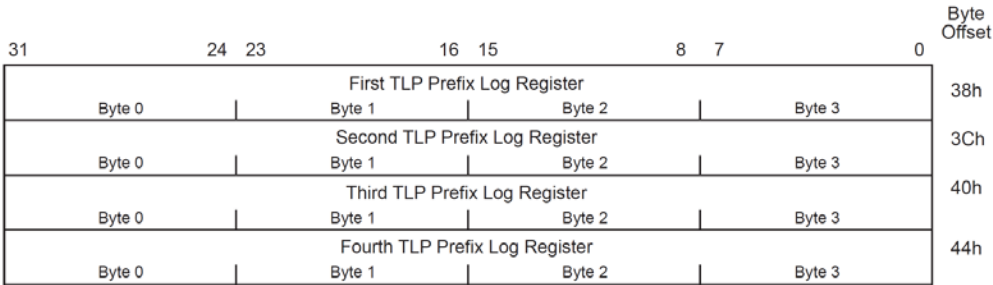 Byte
Offset
31 24 23 16 15 8 7 0
First TLP Prefix Log Register
38h
Byte 0 Byte 1 Byte 2 Byte 3
Second TLP Prefix Log Register
3Ch
Byte 0 Byte 1 Byte 2 Byte 3
Third TLP Prefix Log Register
40h
Byte 0 Byte 1 Byte 2 Byte 3
Fourth TLP Prefix Log Register
44h
Byte 0 Byte 1 Byte 2 Byte 3